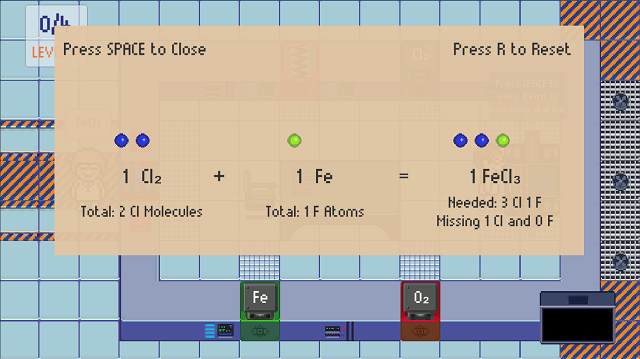 0/4
LEVE
Press SPACE to Close
Press R to Reset
1 Cl₂ + 1 Fe = 1 FeCl₃
Total: 2 Cl Molecules
Total: 1 F Atoms
Needed: 3 Cl 1 F
Missing 1 Cl and 0 F
Fe
O₂